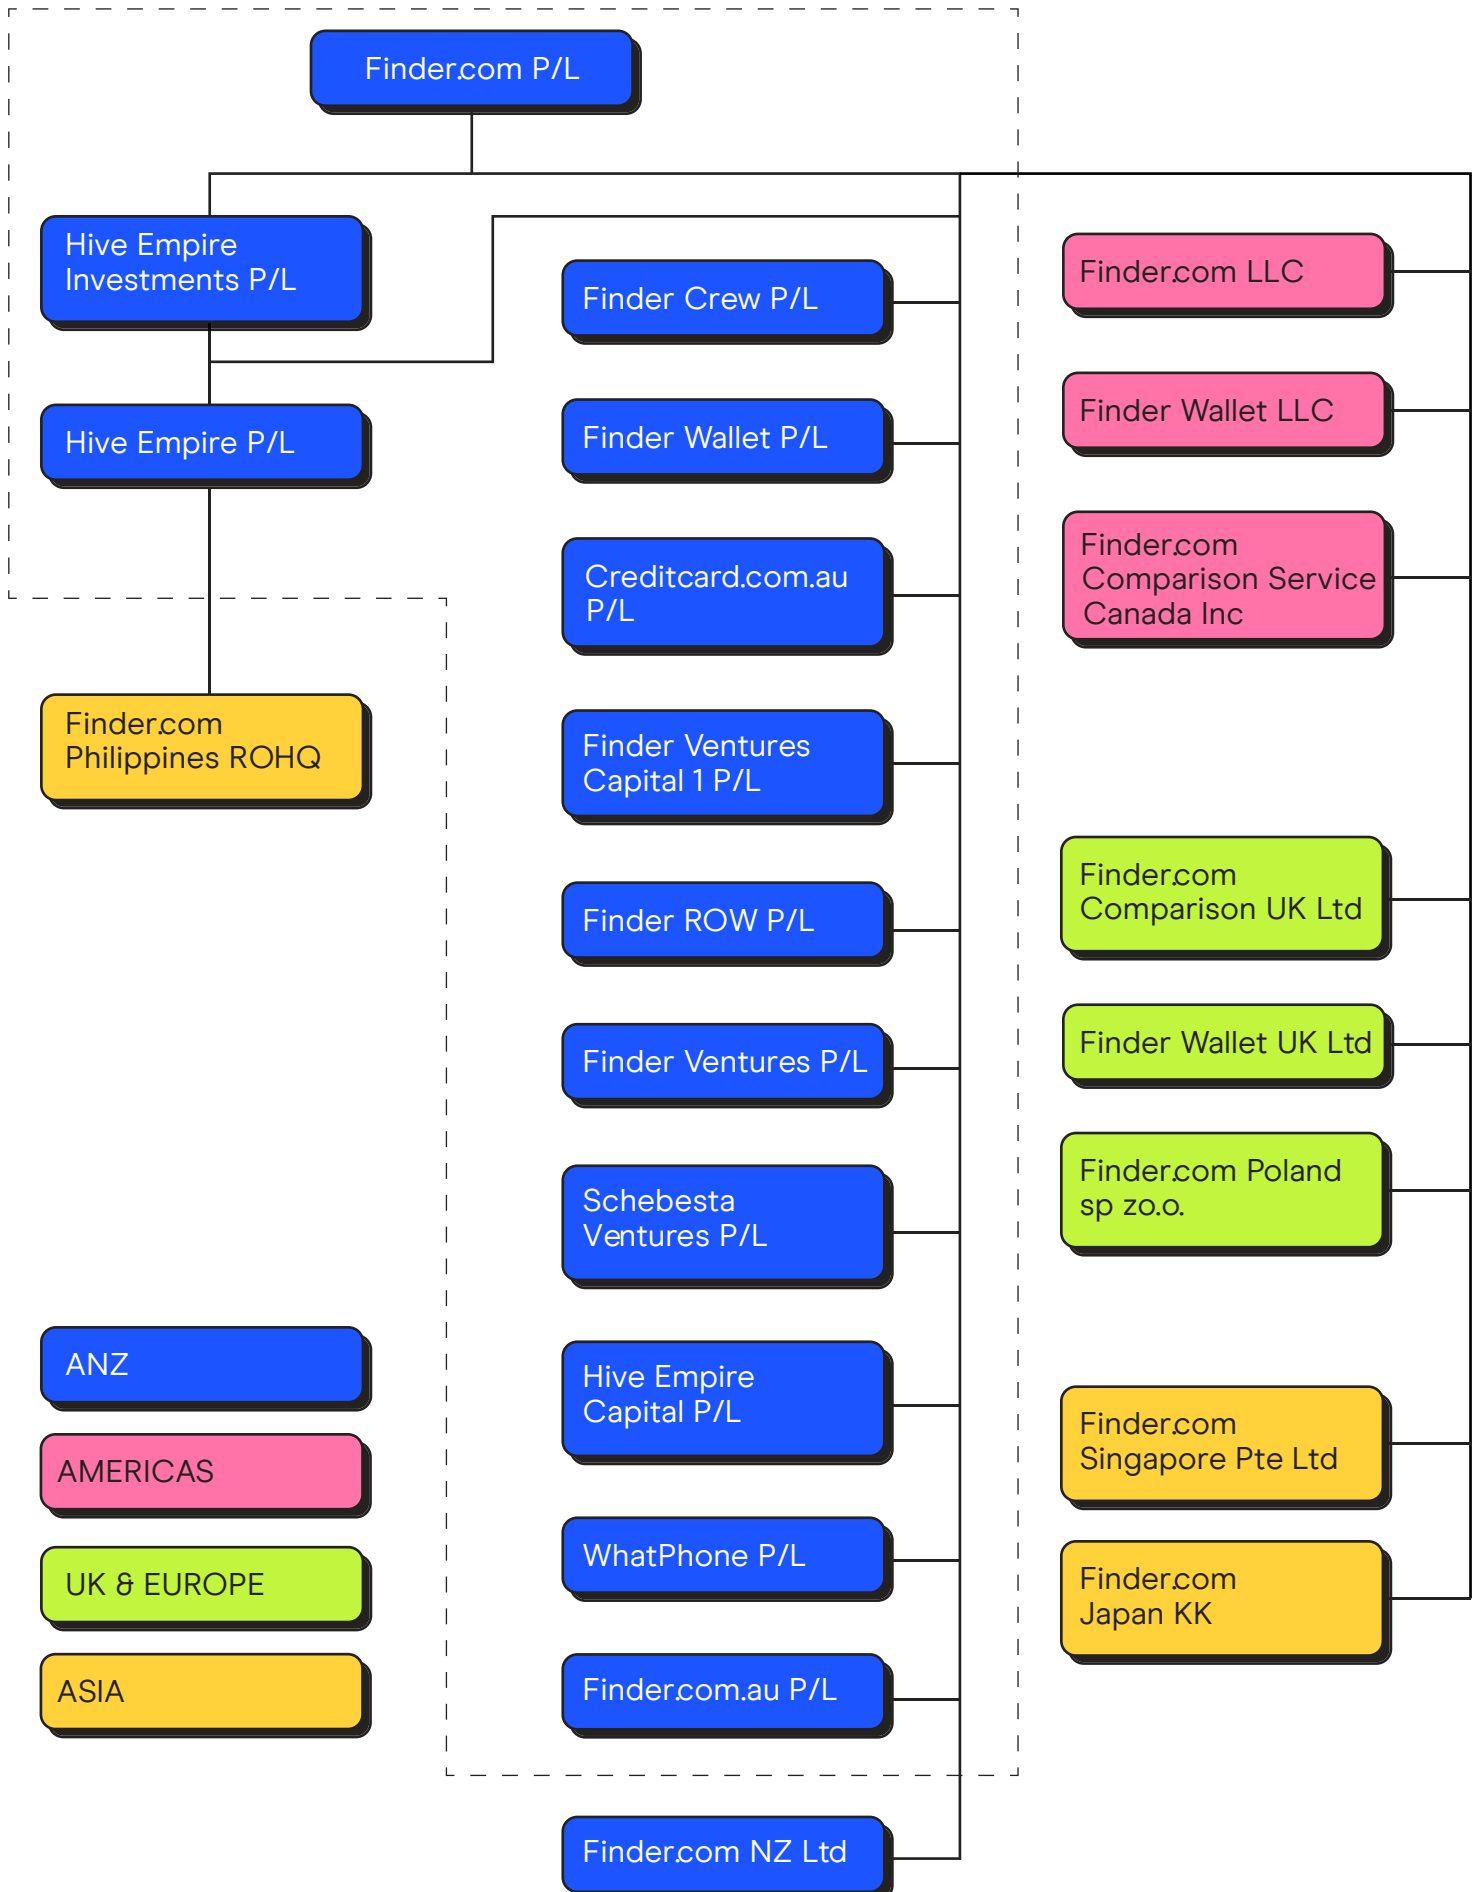 Finder.com P/L
Hive Empire
Investments P/L
Hive Empire P/L
Finder.com
Philippines ROHQ
ANZ
AMERICAS
UK & EUROPE
ASIA
Finder Crew P/L
Finder Wallet P/L
Creditcard.com.au
P/L
Finder Ventures
Capital 1 P/L
Finder ROW P/L
Finder Ventures P/L
Schebesta
Ventures P/L
Hive Empire
Capital P/L
WhatPhone P/L
Finder.com.au P/L
Finder.com NZ Ltd
Finder.com LLC
Finder Wallet LLC
Finder.com
Comparison Service
Canada Inc
Finder.com
Comparison UK Ltd
Finder Wallet UK Ltd
Finder.com Poland
sp zo.o.
Finder.com
Singapore Pte Ltd
Finder.com
Japan KK